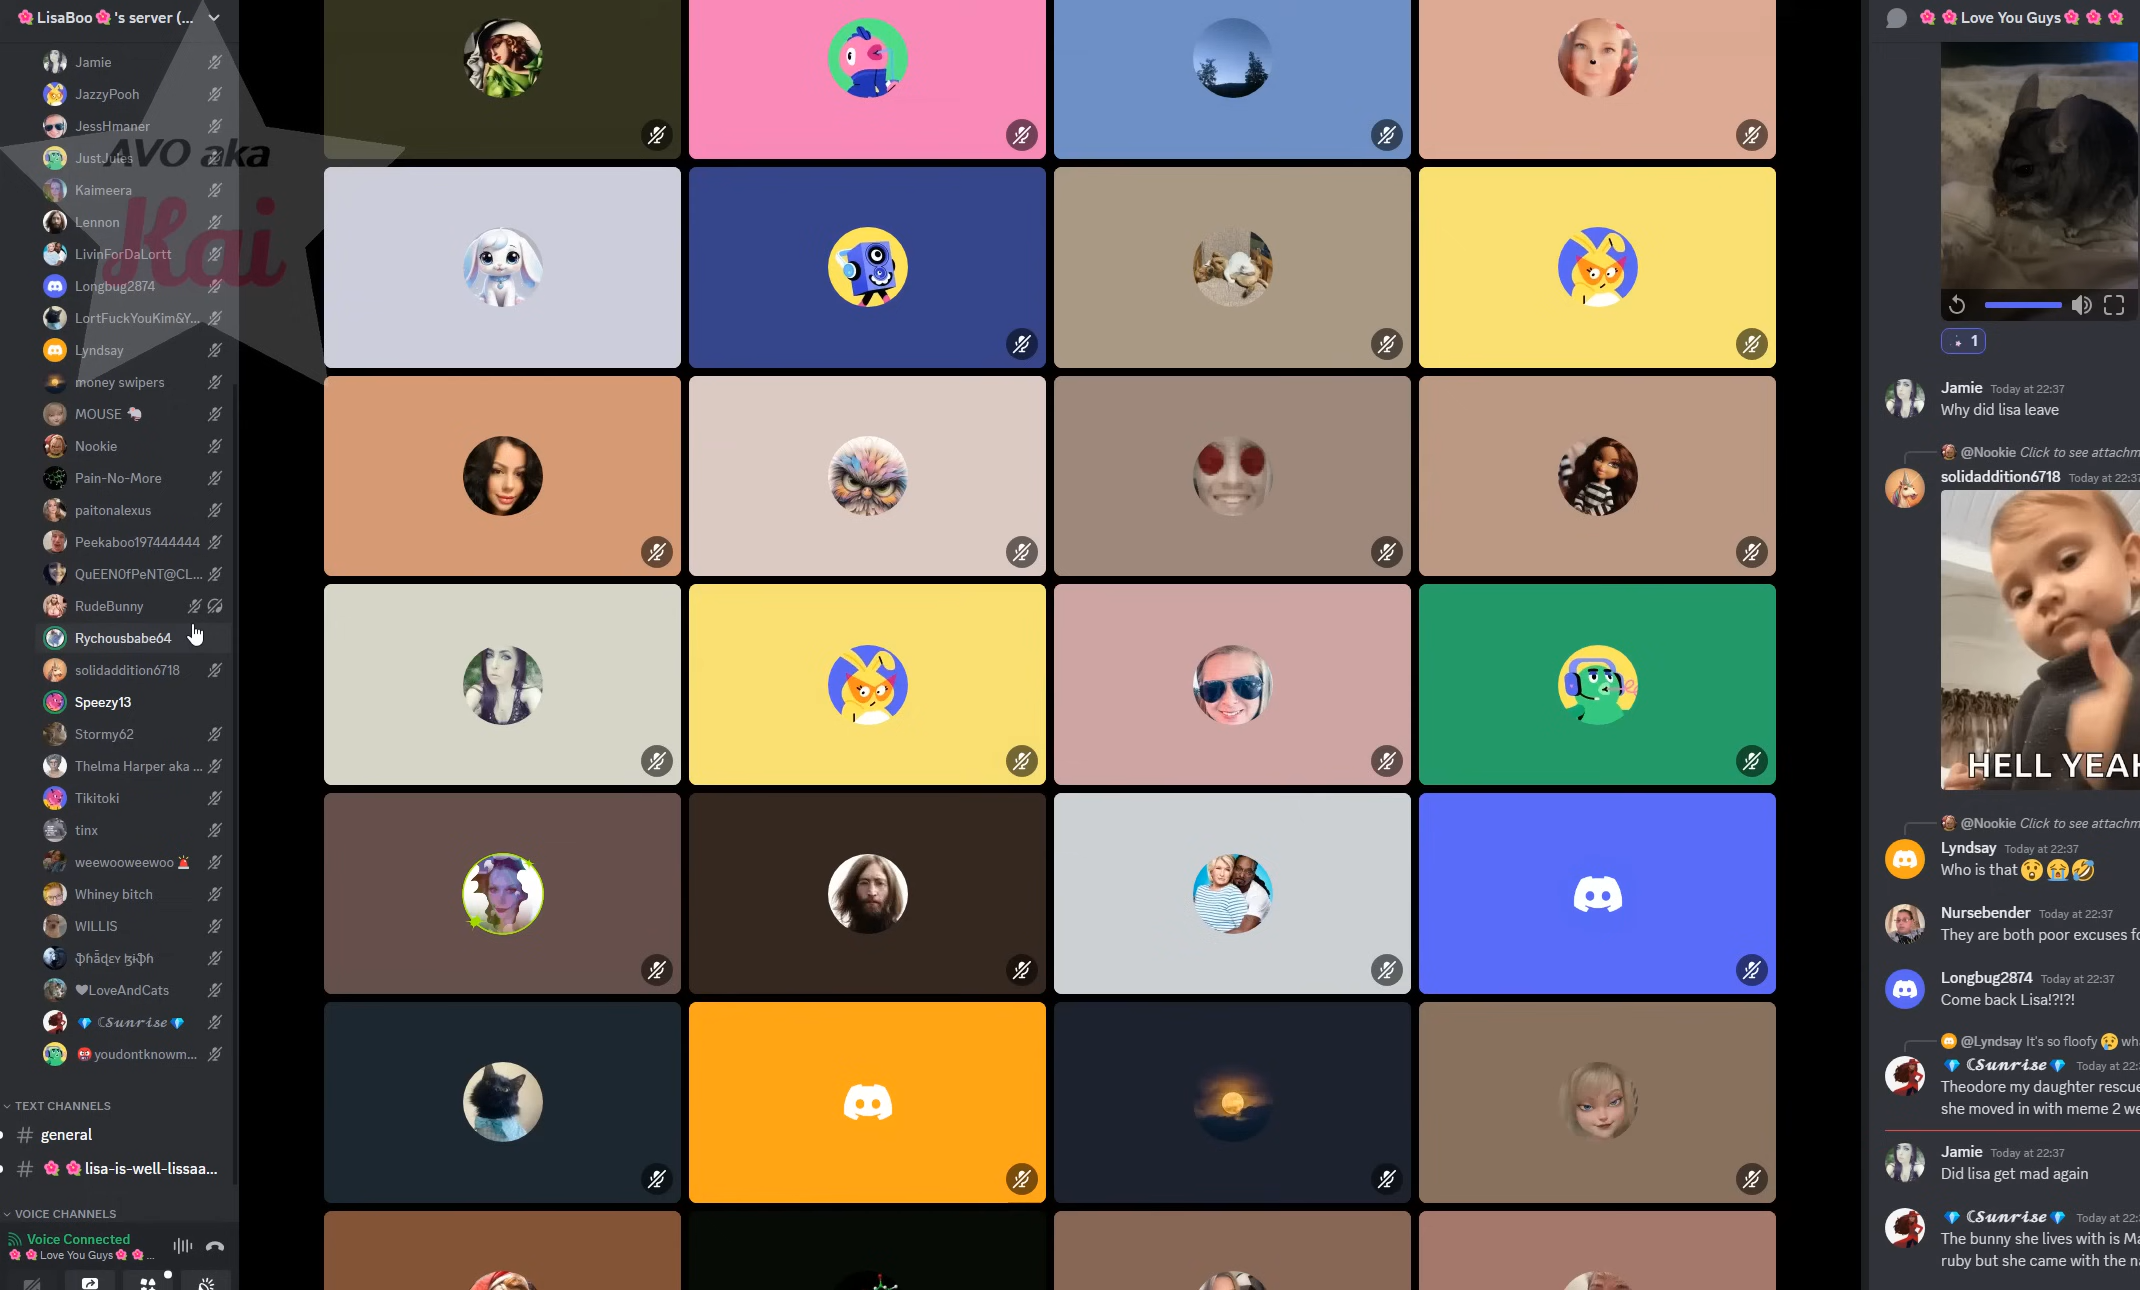 🌺LisaBoo🌺's server (...
Jamie
JazzyPooh
JessHmaner
AVO aka
JustJules
Kaimeera
Kai
Lennon
LivinForDaLortt
Longbug2874
LortFuckYouKim&Y...
Lyndsay
money swipers
MOUSE 🐁
Nookie
Pain-No-More
paitonalexus
Peekaboo197444444
QuEEN0fPeNT@CL...
RudeBunny
Rychousbabe64
solidaddition6718
Speezy13
Stormy62
Thelma Harper aka ...
Tikitoki
tinx
weewooweewoo🚨
Whiney bitch
WILLIS
🖤LoveAndCats
💎 ☾𝓢𝓾𝓷𝓻𝓲𝓼𝓮💎
👹youdontknowm...
TEXT CHANNELS
# general
# 🌺🌺lisa-is-well-lissaa...
VOICE CHANNELS
Voice Connected
🌺🌺Love You Guys🌺🌺...
🌺🌺Love You Guys🌺🌺🌺
1
Jamie Today at 22:37
Why did lisa leave
@Nookie Click to see attachm
solidaddition6718 Today at 22:37
HELL YEAH
@Nookie Click to see attachm
Lyndsay Today at 22:37
Who is that😲😭🤣
Nursebender Today at 22:37
They are both poor excuses fo
Longbug2874 Today at 22:37
Come back Lisa!?!?!
@Lyndsay It's so floofy 😢 wha
💎 ☾𝓢𝓾𝓷𝓻𝓲𝓼𝓮💎 Today at 22:
Theodore my daughter rescue
she moved in with meme 2 we
Jamie Today at 22:37
Did lisa get mad again
💎 ☾𝓢𝓾𝓷𝓻𝓲𝓼𝓮💎 Today at 22:
The bunny she lives with is Ma
ruby but she came with the na